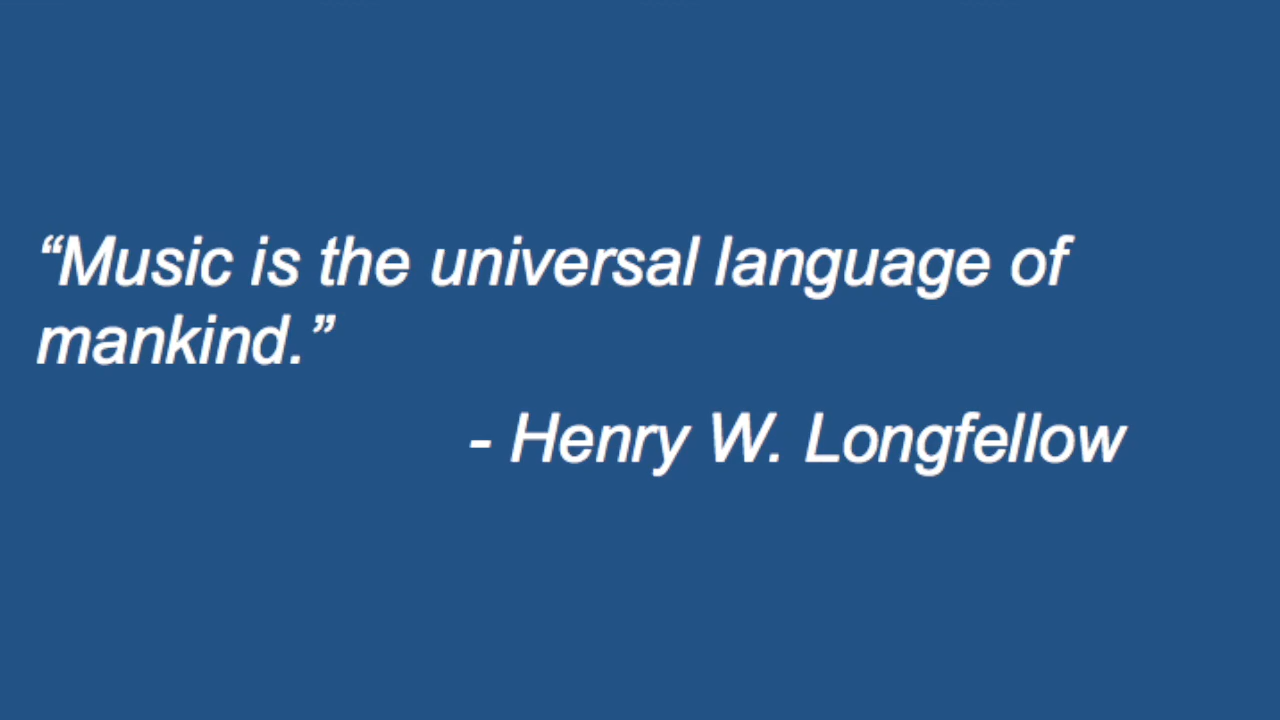 “Music is the universal language of
mankind.”
- Henry W. Longfellow